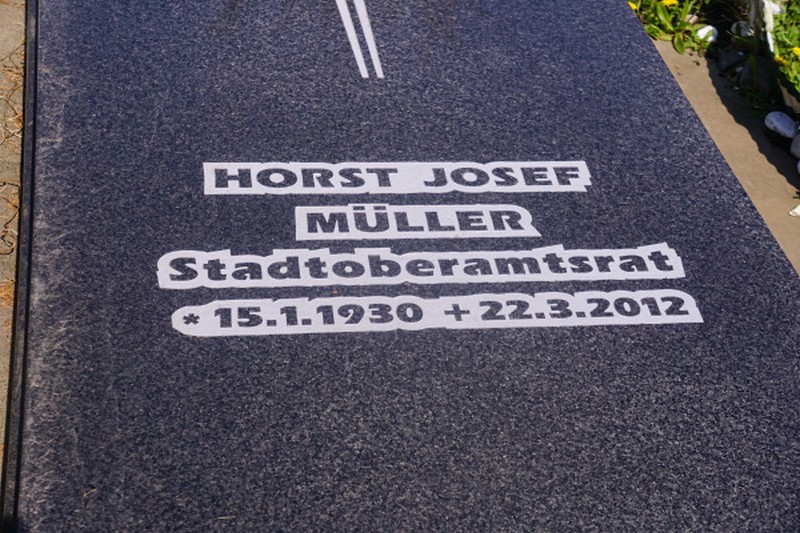 HORST JOSEF
MÜLLER
Stadtoberamtsrat
* 15.1.1930 + 22.3.2012